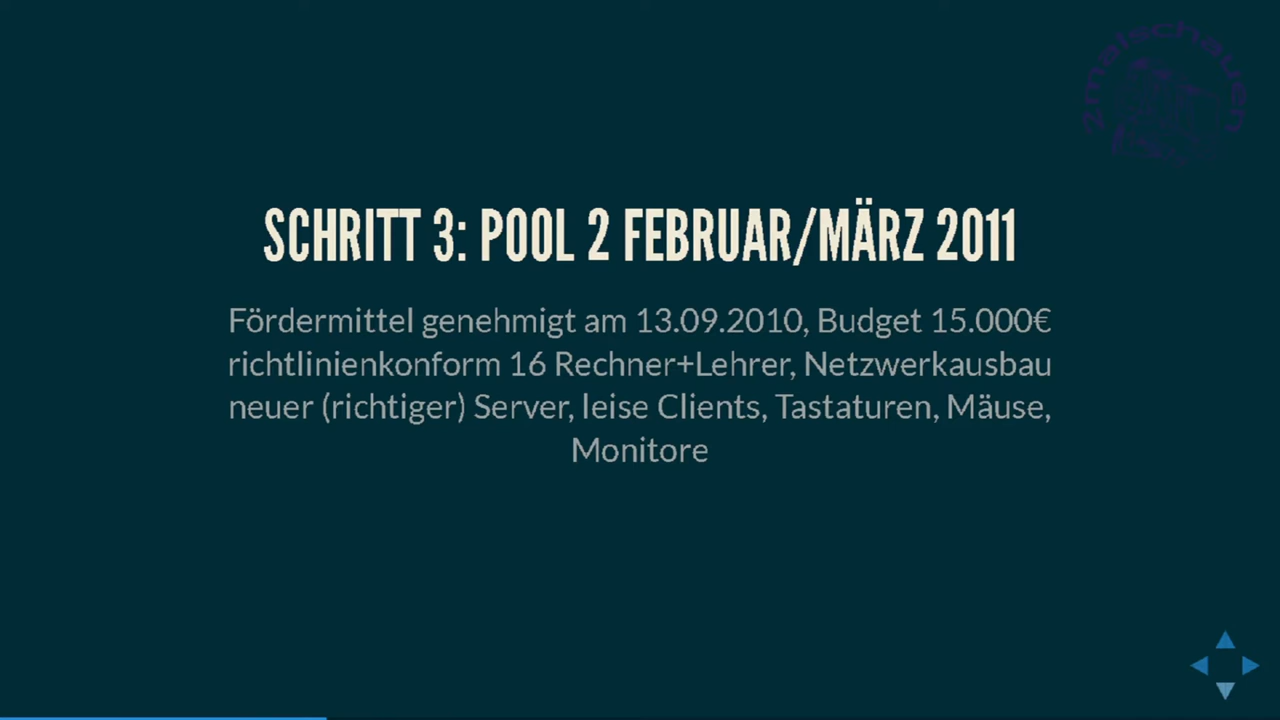 2malschauen
SCHRITT 3: POOL 2 FEBRUAR/MÄRZ 2011
Fördermittel genehmigt am 13.09.2010, Budget 15.000€
richtlinienkonform 16 Rechner+Lehrer, Netzwerkausbau
neuer (richtiger) Server, leise Clients, Tastaturen, Mäuse,
Monitore